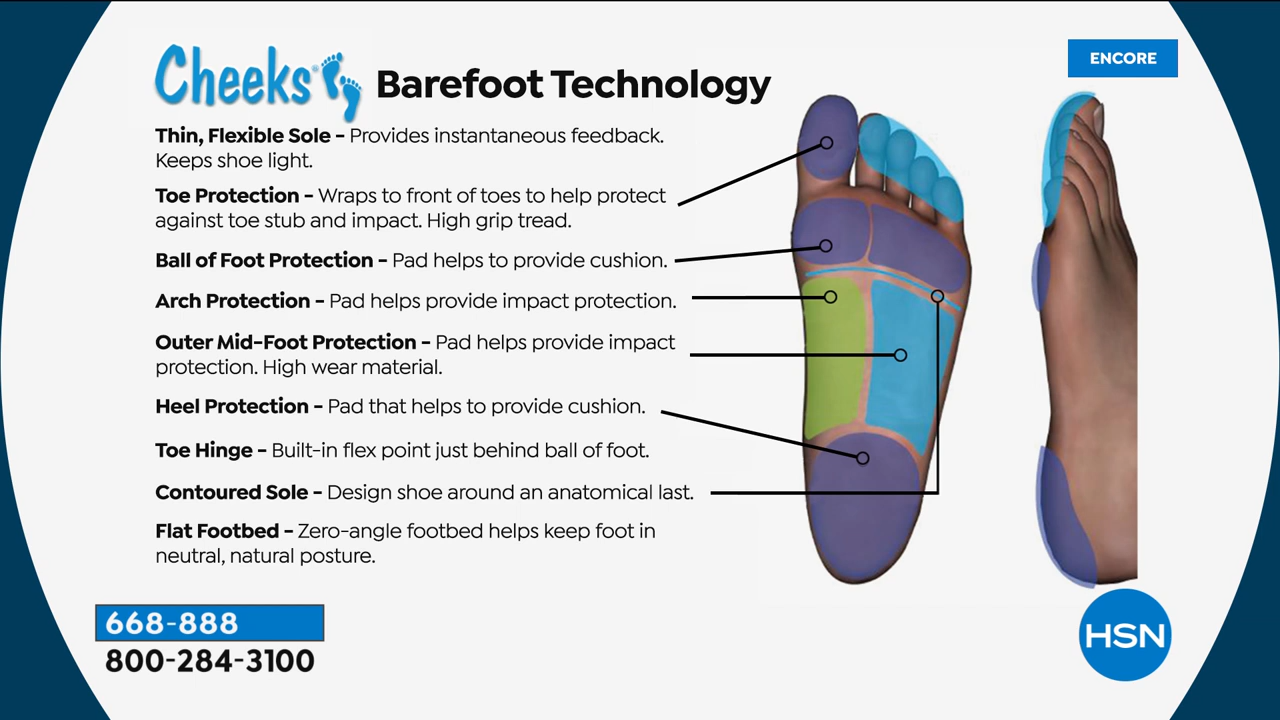 Cheeks® Barefoot Technology
ENCORE
Thin, Flexible Sole – Provides instantaneous feedback.
Keeps shoe light.
Toe Protection – Wraps to front of toes to help protect
against toe stub and impact. High grip tread.
Ball of Foot Protection – Pad helps to provide cushion.
Arch Protection – Pad helps provide impact protection.
Outer Mid-Foot Protection – Pad helps provide impact
protection. High wear material.
Heel Protection – Pad that helps to provide cushion.
Toe Hinge – Built-in flex point just behind ball of foot.
Contoured Sole – Design shoe around an anatomical last.
Flat Footbed – Zero-angle footbed helps keep foot in
neutral, natural posture.
668-888
800-284-3100
HSN